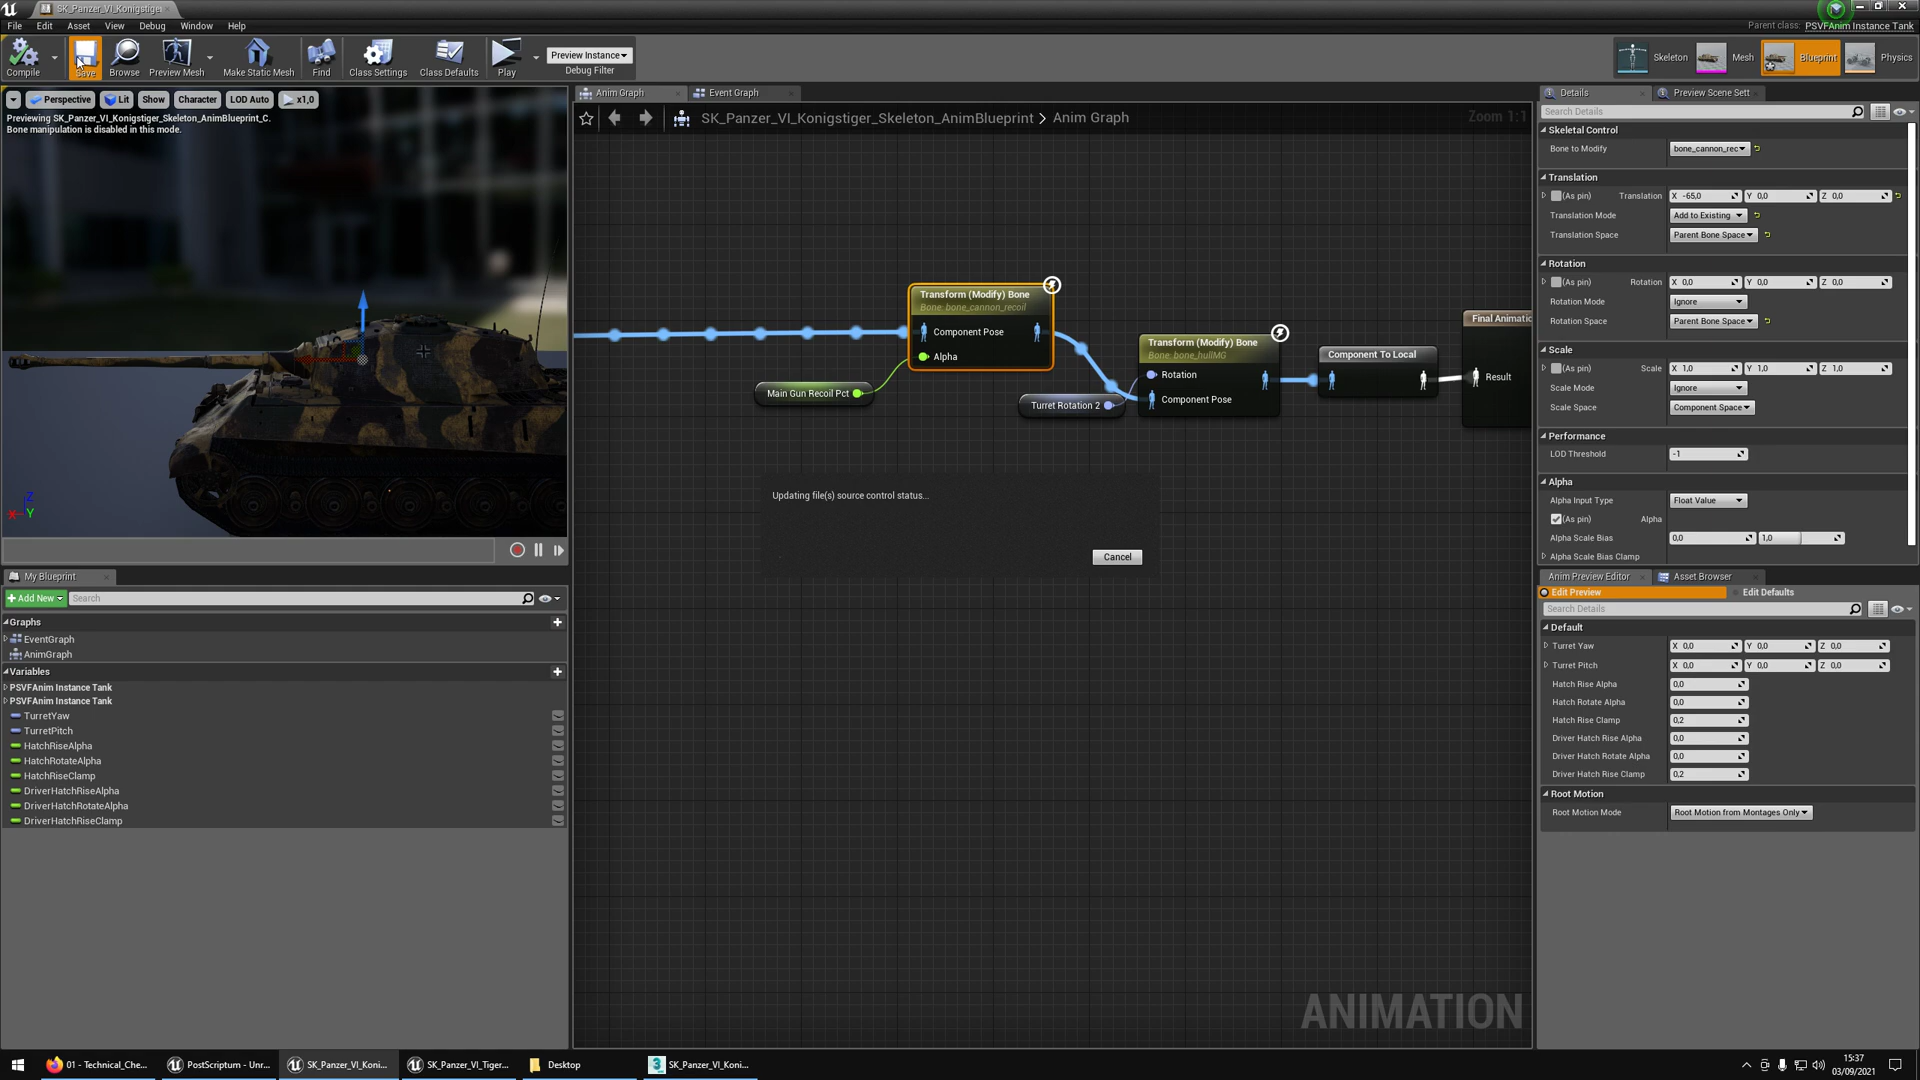 SK_Panzer_VI_Konigstiger
File Edit Asset View Debug Window Help
Parent class: PSVFAnim Instance Tank
Compile Save Browse Preview Mesh Make Static Mesh Find Class Settings Class Defaults Play
Preview Instance
Debug Filter
Skeleton Mesh Blueprint Physics
Perspective Lit Show Character LOD Auto x1,0
Previewing SK_Panzer_VI_Konigstiger_Skeleton_AnimBlueprint_C.
Bone manipulation is disabled in this mode.
Z
X Y
Anim Graph Event Graph
SK_Panzer_VI_Konigstiger_Skeleton_AnimBlueprint > Anim Graph
Zoom 1:1
Transform (Modify) Bone
Bone: bone_cannon_recoil
Component Pose
Alpha
Main Gun Recoil Pct
Turret Rotation 2
Transform (Modify) Bone
Bone: bone_hullMG
Rotation
Component Pose
Component To Local
Final Animatio
Result
Updating file(s) source control status...
Cancel
ANIMATION
My Blueprint
Add New Search
Graphs
EventGraph
AnimGraph
Variables
PSVFAnim Instance Tank
PSVFAnim Instance Tank
TurretYaw
TurretPitch
HatchRiseAlpha
HatchRotateAlpha
HatchRiseClamp
DriverHatchRiseAlpha
DriverHatchRotateAlpha
DriverHatchRiseClamp
Details Preview Scene Sett
Search Details
Skeletal Control
Bone to Modify bone_cannon_rec
Translation
(As pin) Translation X -65,0 Y 0,0 Z 0,0
Translation Mode Add to Existing
Translation Space Parent Bone Space
Rotation
(As pin) Rotation X 0,0 Y 0,0 Z 0,0
Rotation Mode Ignore
Rotation Space Parent Bone Space
Scale
(As pin) Scale X 1,0 Y 1,0 Z 1,0
Scale Mode Ignore
Scale Space Component Space
Performance
LOD Threshold -1
Alpha
Alpha Input Type Float Value
(As pin) Alpha
Alpha Scale Bias 0,0 1,0
Alpha Scale Bias Clamp
Anim Preview Editor Asset Browser
Edit Preview Edit Defaults
Search Details
Default
Turret Yaw X 0,0 Y 0,0 Z 0,0
Turret Pitch X 0,0 Y 0,0 Z 0,0
Hatch Rise Alpha 0,0
Hatch Rotate Alpha 0,0
Hatch Rise Clamp 0,2
Driver Hatch Rise Alpha 0,0
Driver Hatch Rotate Alpha 0,0
Driver Hatch Rise Clamp 0,2
Root Motion
Root Motion Mode Root Motion from Montages Only
01 - Technical_Che... PostScriptum - Unr... SK_Panzer_VI_Koni... SK_Panzer_VI_Tiger... Desktop SK_Panzer_VI_Koni...
15:37
03/09/2021